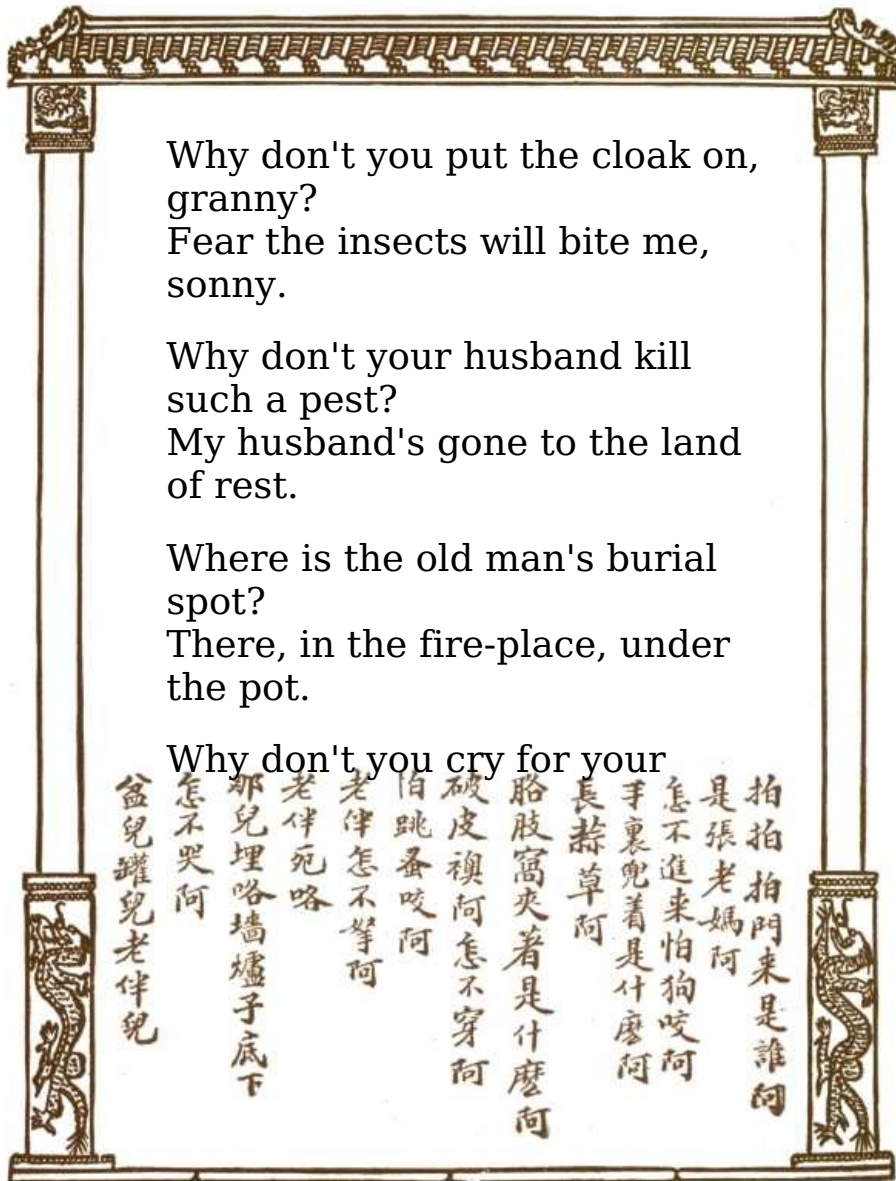 Why don't you put the cloak on,
granny?
Fear the insects will bite me,
sonny.
Why don't your husband kill
such a pest?
My husband's gone to the land
of rest.
Where is the old man's burial
spot?
There, in the fire-place, under
the pot.
Why don't you cry for your
拍拍拍門来是誰阿
是張老媽阿
怎不進来怕狗咬阿
手裏兜着是什麽阿
長蒜草阿
胳肢窩夾著是什麽阿
破皮襖阿怎不穿阿
怕跳蚤咬阿
老伴怎不拏阿
老伴死咯
那兒埋咯墙爐子底下
怎不哭阿
盆兒罐兒老伴兒